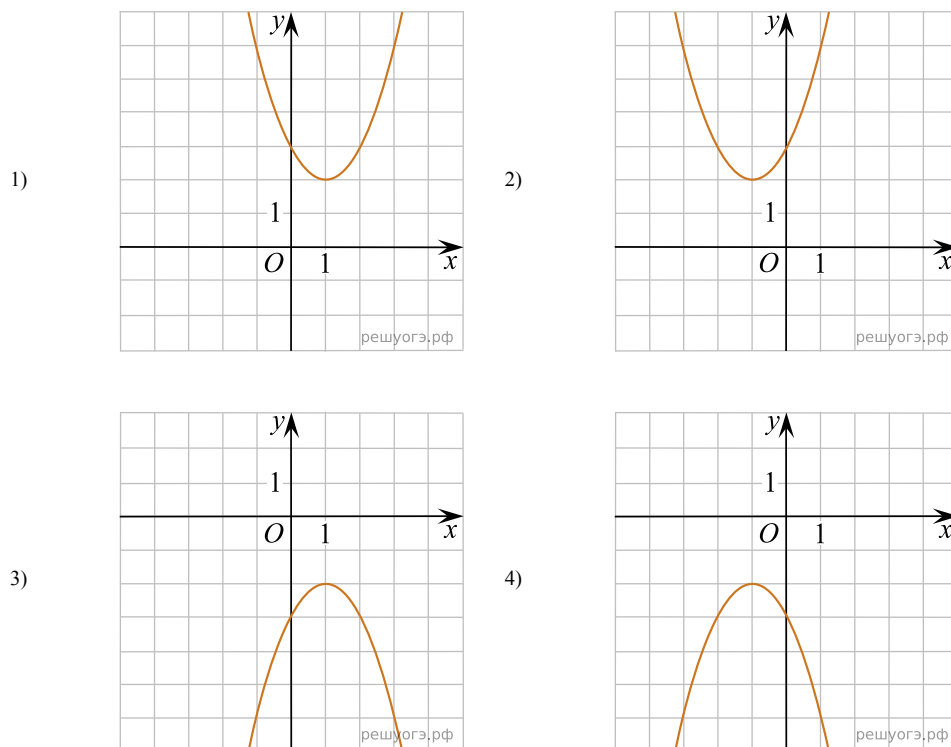 y
y
1)
2)
1
1
O 1 x
O 1 x
решуогэ.рф
решуогэ.рф
y
y
1
1
O 1 x
O 1 x
3)
4)
решуогэ.рф
решуогэ.рф